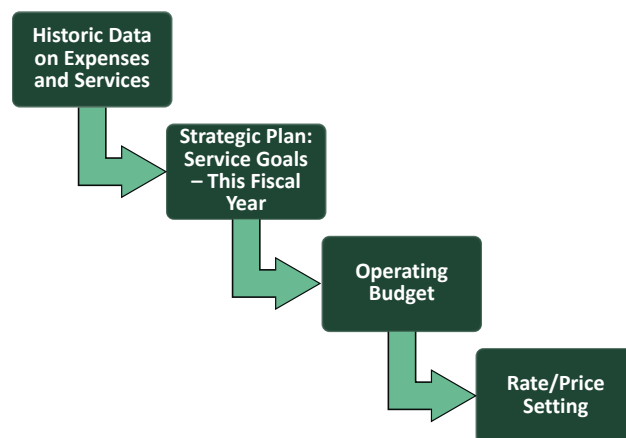 Historic Data
on Expenses
and Services
Strategic Plan:
Service Goals
– This Fiscal
Year
Operating
Budget
Rate/Price
Setting